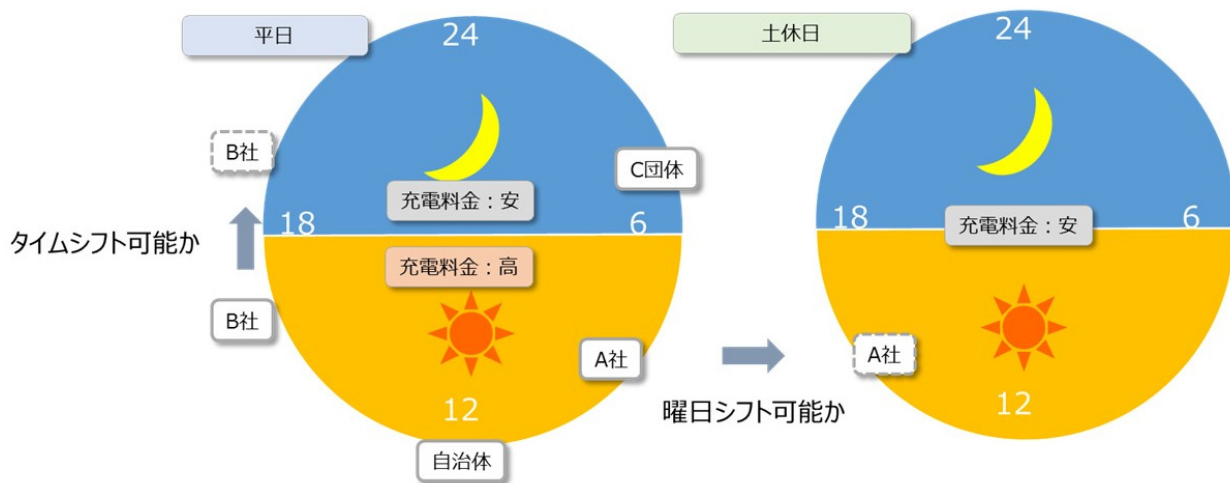 平日
24
B社
C団体
充電料金：安
18
6
タイムシフト可能か
充電料金：高
B社
A社
12
自治体
土休日
24
18
充電料金：安
6
A社
曜日シフト可能か
12